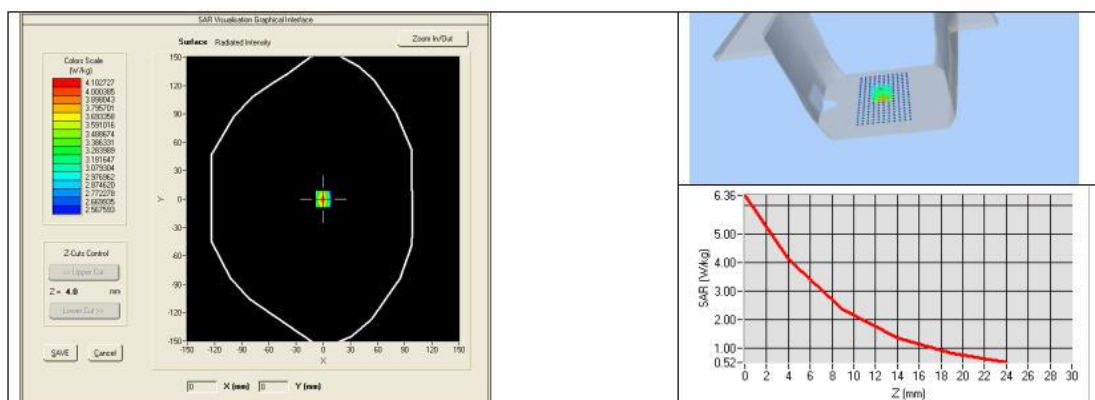 SAR Visualisation Graphical Interface
Surface Radiated Intensity
Zoom In/Out
Colors Scale
(W/kg)
4.102727
4.000385
3.898043
3.795701
3.693358
3.591016
3.488674
3.386331
3.283989
3.181647
3.079304
2.976962
2.874620
2.772278
2.669935
2.567593
Z-Cuts Control
<< Upper Cut
Z = 4.0 mm
Lower Cut >>
SAVE Cancel
150
120
90
60
30
0
-30
-60
-90
-120
-150
Y
-150 -120 -90 -60 -30 0 30 60 90 120 150
X
0 X (mm) 0 Y (mm)
6.36
5.00
4.00
3.00
2.00
1.00
0.52
SAR (W/kg)
0 2 4 6 8 10 12 14 16 18 20 22 24 26 28 30
Z (mm)